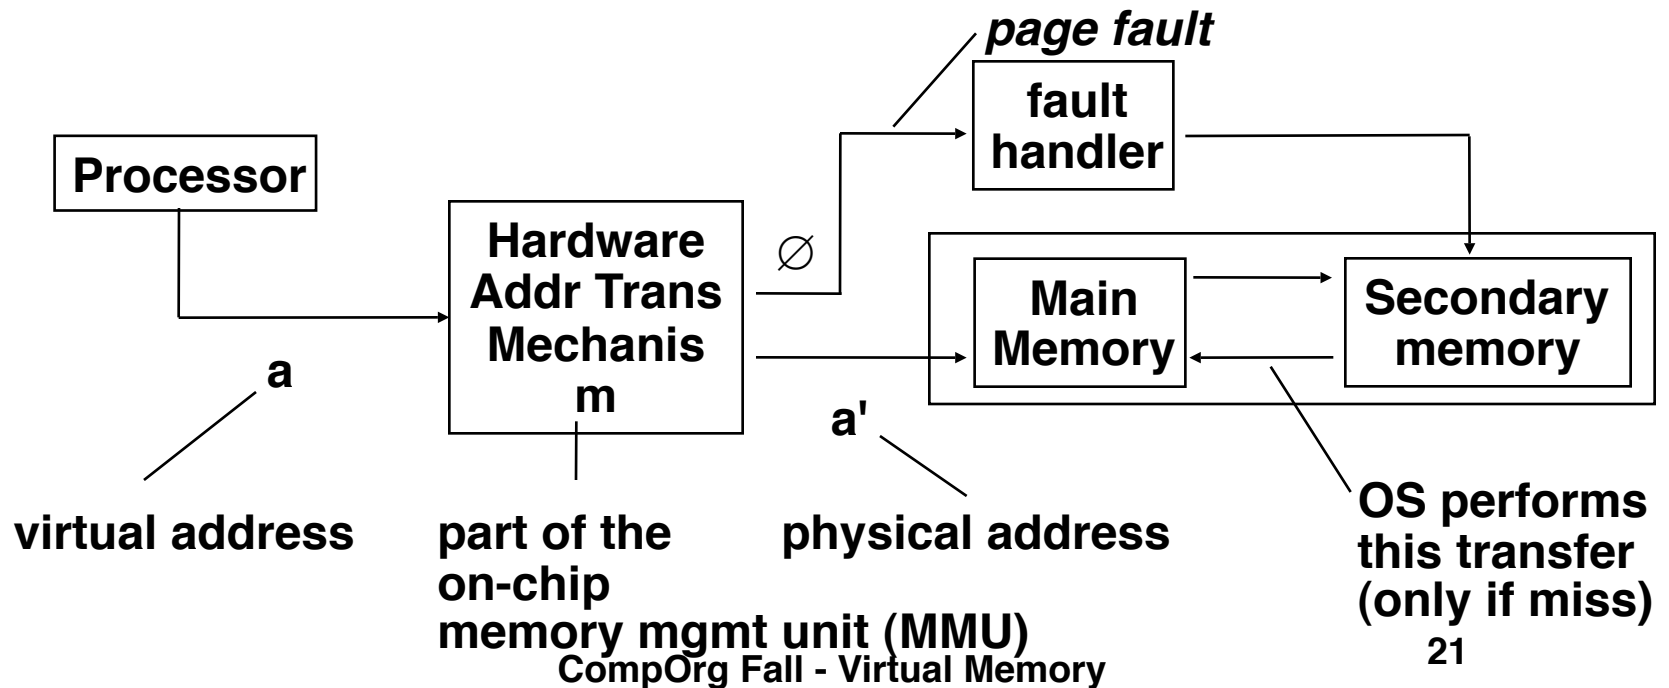 page fault
fault
handler
Processor
Hardware
Addr Trans
Mechanis
m
∅
Main
Memory
Secondary
memory
a
a'
virtual address
part of the
on-chip
memory mgmt unit (MMU)
physical address
OS performs
this transfer
(only if miss)
CompOrg Fall - Virtual Memory
21